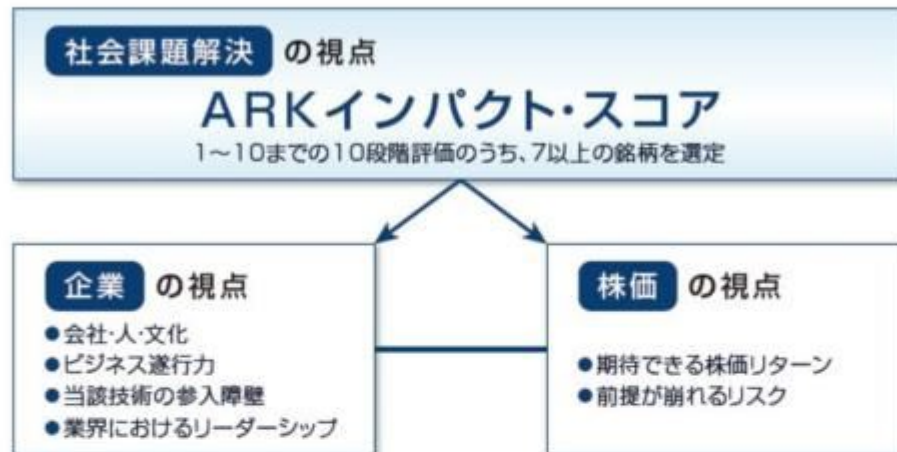 社会課題解決 の視点
ARKインパクト・スコア
1～10までの10段階評価のうち、7以上の銘柄を選定
企業 の視点
●会社・人・文化
●ビジネス遂行力
●当該技術の参入障壁
●業界におけるリーダーシップ
株価 の視点
●期待できる株価リターン
●前提が崩れるリスク